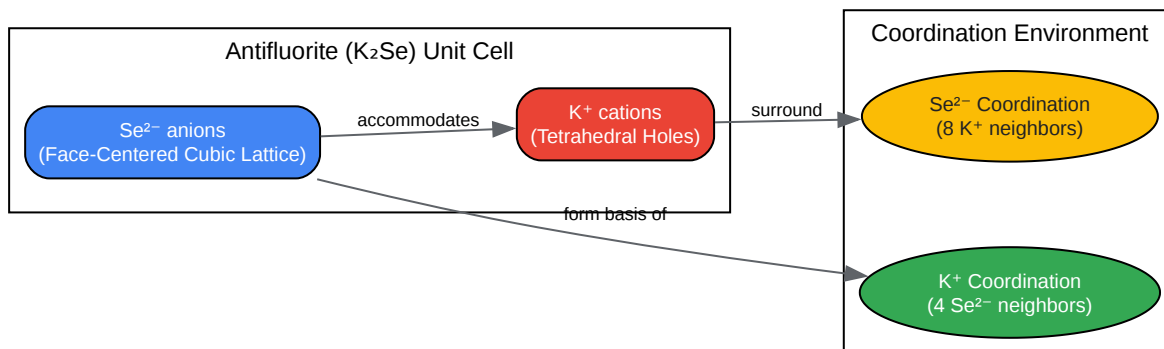 Antifluorite (K₂Se) Unit Cell
Coordination Environment
Se²⁻ anions
(Face-Centered Cubic Lattice)
accommodates
K⁺ cations
(Tetrahedral Holes)
surround
Se²⁻ Coordination
(8 K⁺ neighbors)
form basis of
K⁺ Coordination
(4 Se²⁻ neighbors)